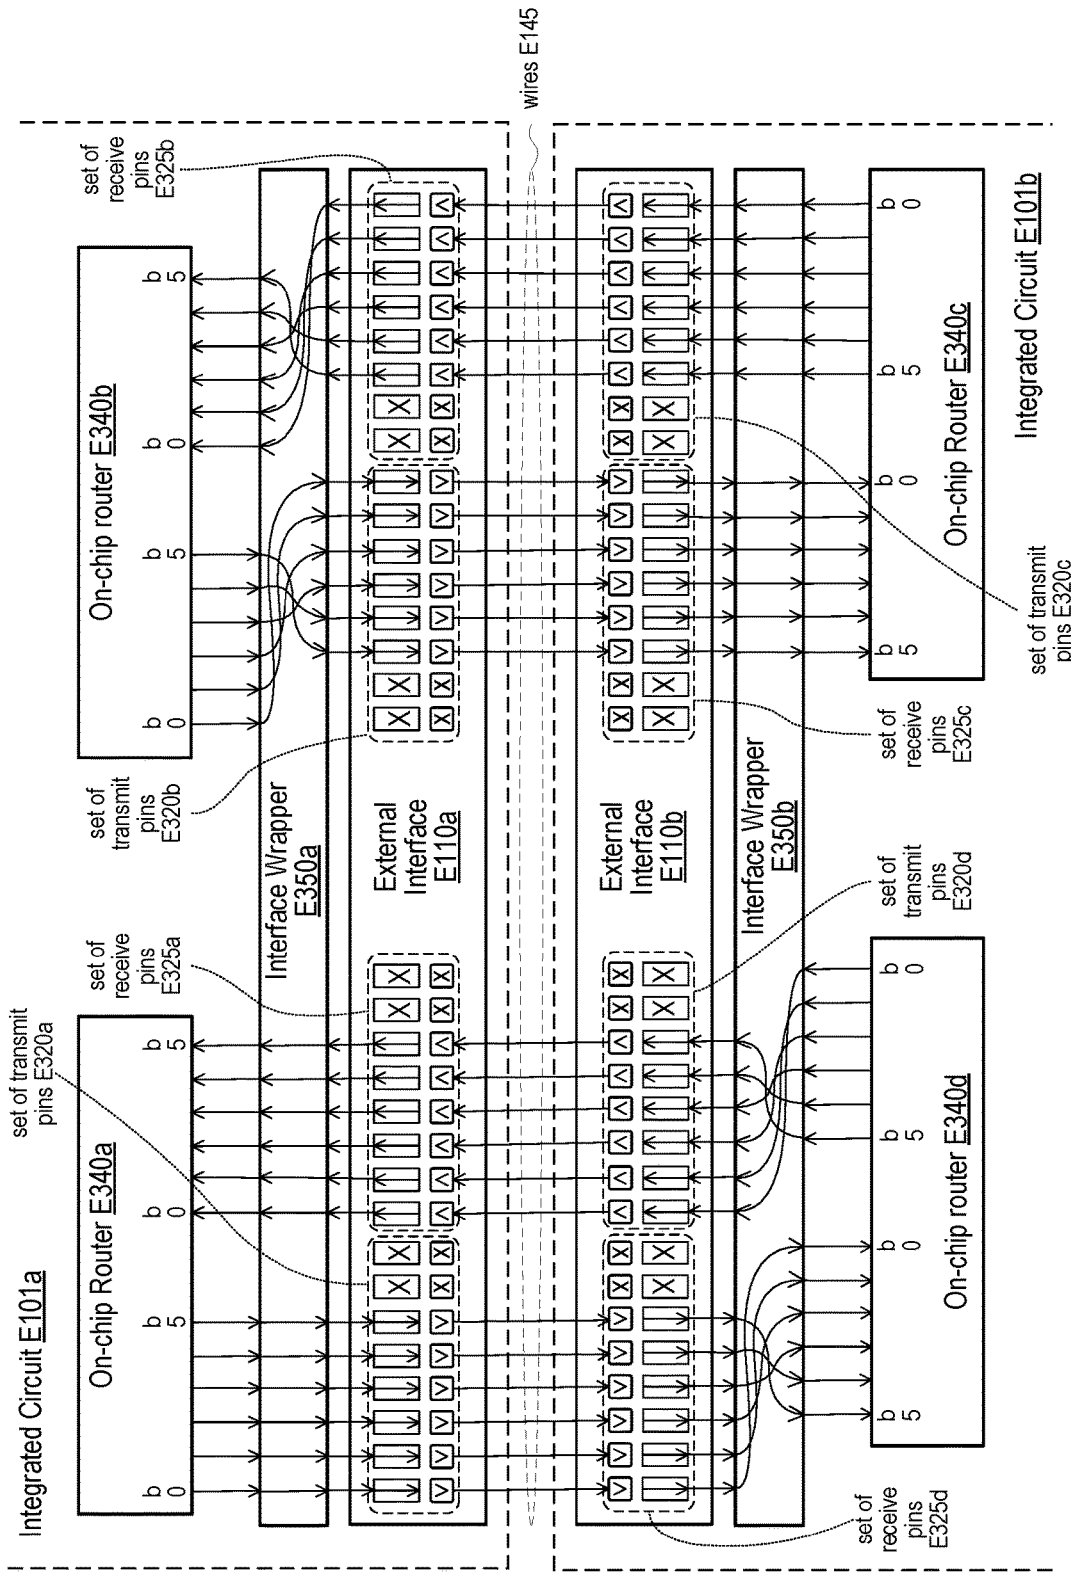 Integrated Circuit E101a
On-chip Router E340a
b
0
b
5
b
0
b
5
set of transmit
pins E320a
set of
receive
pins
E325a
On-chip router E340b
b
0
b
5
b
0
b
5
set of
transmit
pins
E320b
set of
receive
pins
E325b
Interface Wrapper
E350a
External
Interface
E110a
wires E145
External
Interface
E110b
Interface Wrapper
E350b
set of
receive
pins
E325d
set of
transmit
pins
E320d
set of
receive
pins
E325c
set of transmit
pins E320c
b
5
b
0
b
5
b
0
On-chip router E340d
b
5
b
0
b
5
b
0
On-chip Router E340c
Integrated Circuit E101b